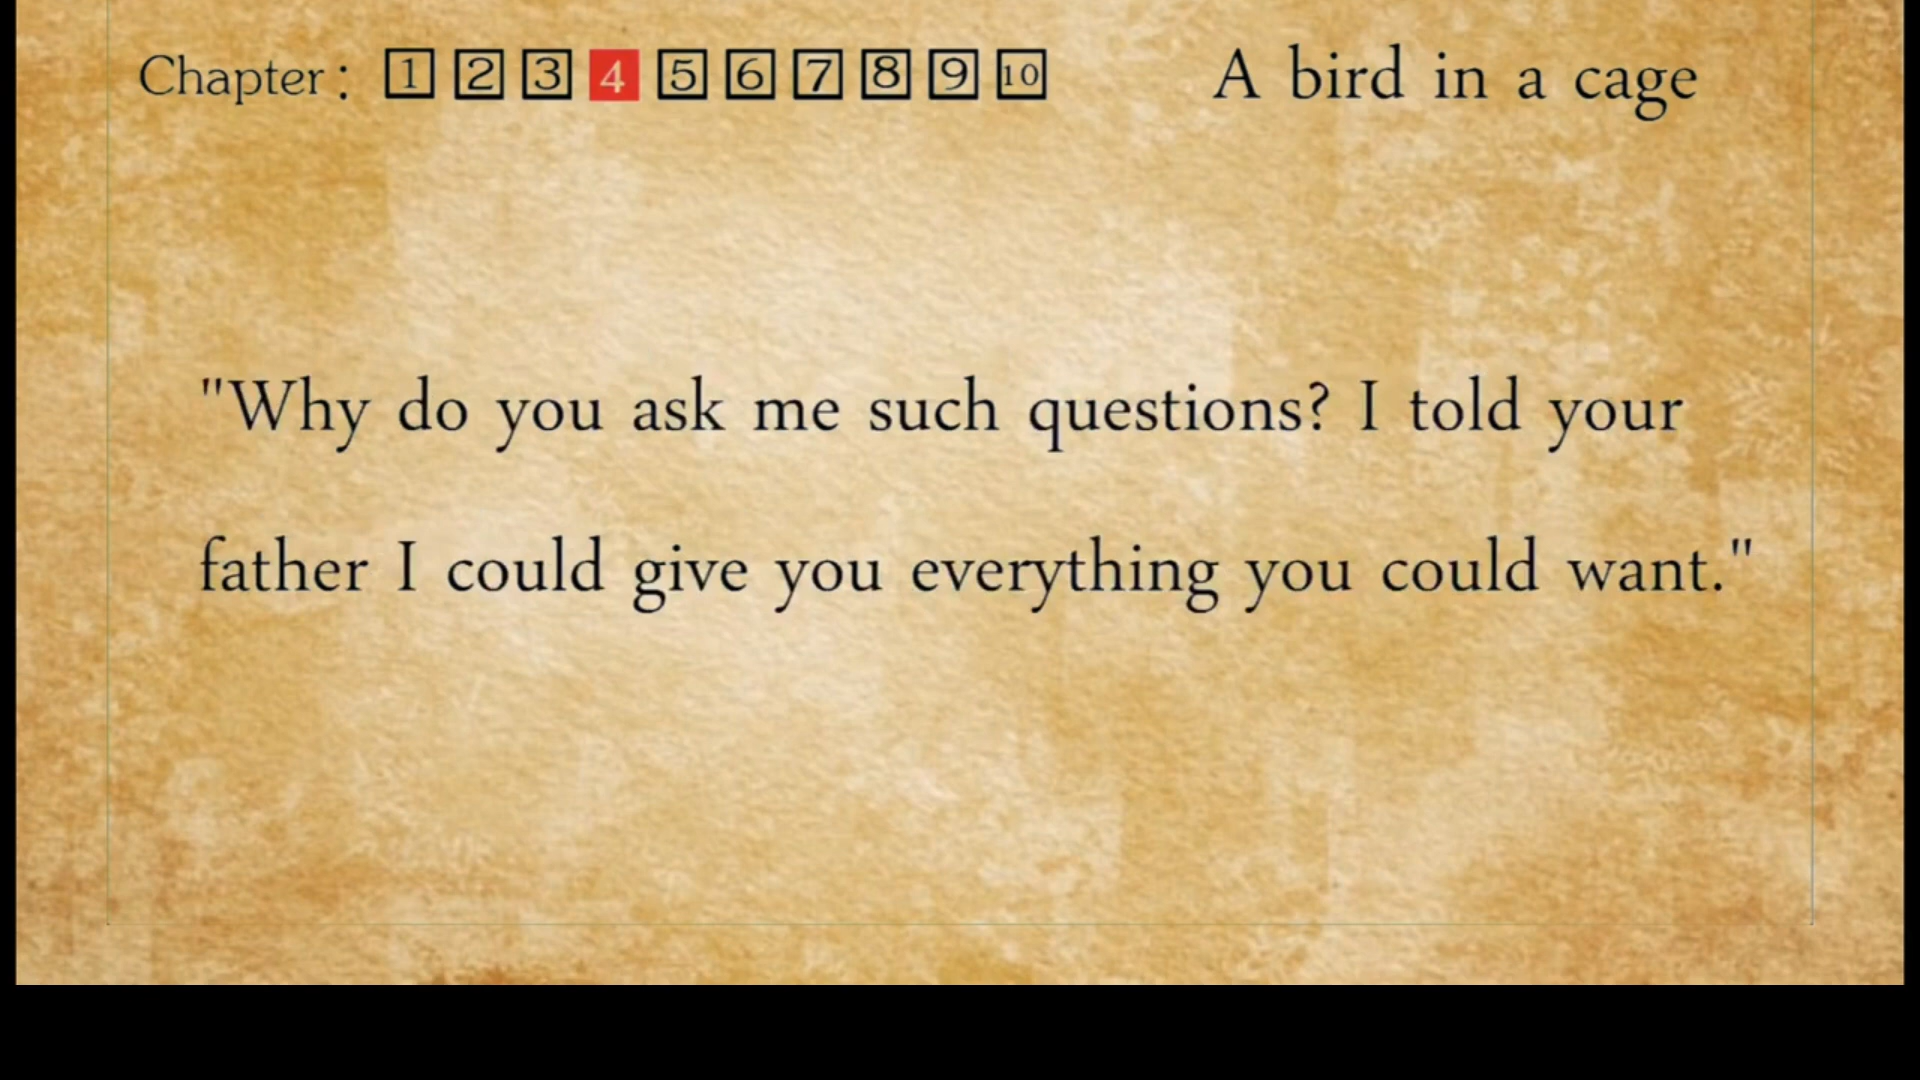 Chapter: 1 2 3 4 5 6 7 8 9 10 A bird in a cage
"Why do you ask me such questions? I told your
father I could give you everything you could want."